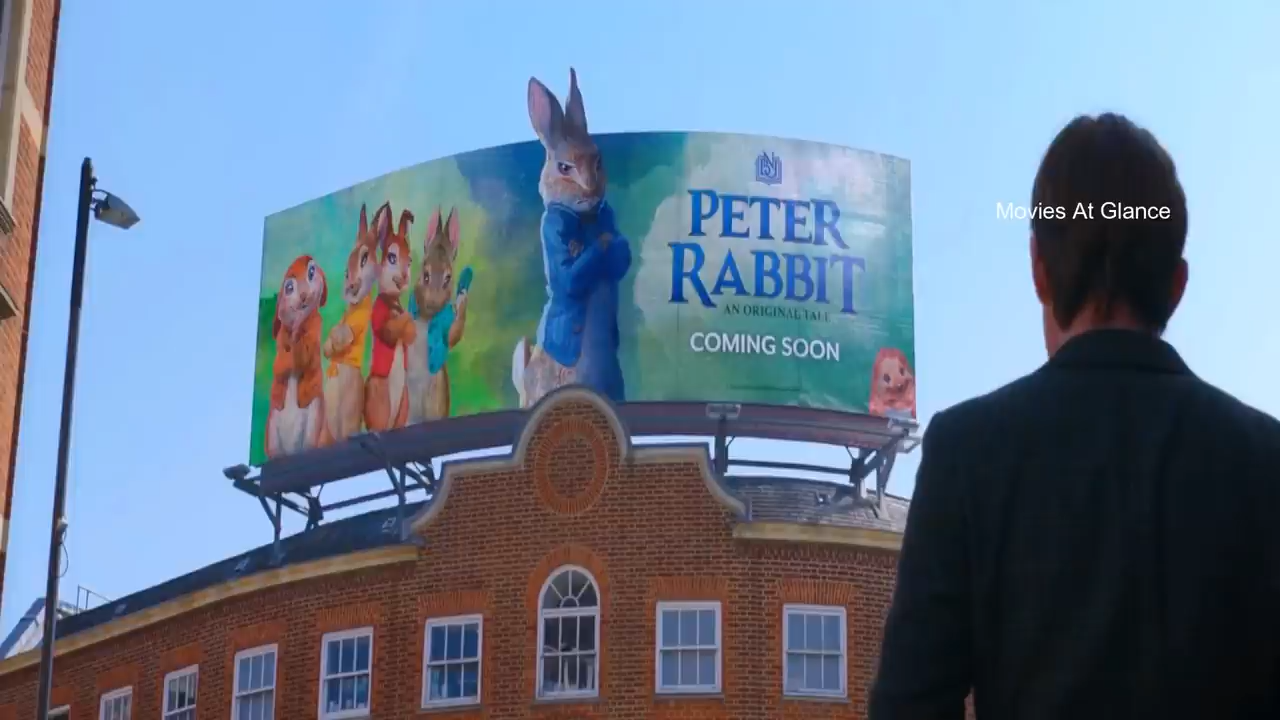 PETER
RABBIT
AN ORIGINAL TALE
COMING SOON
Movies At Glance